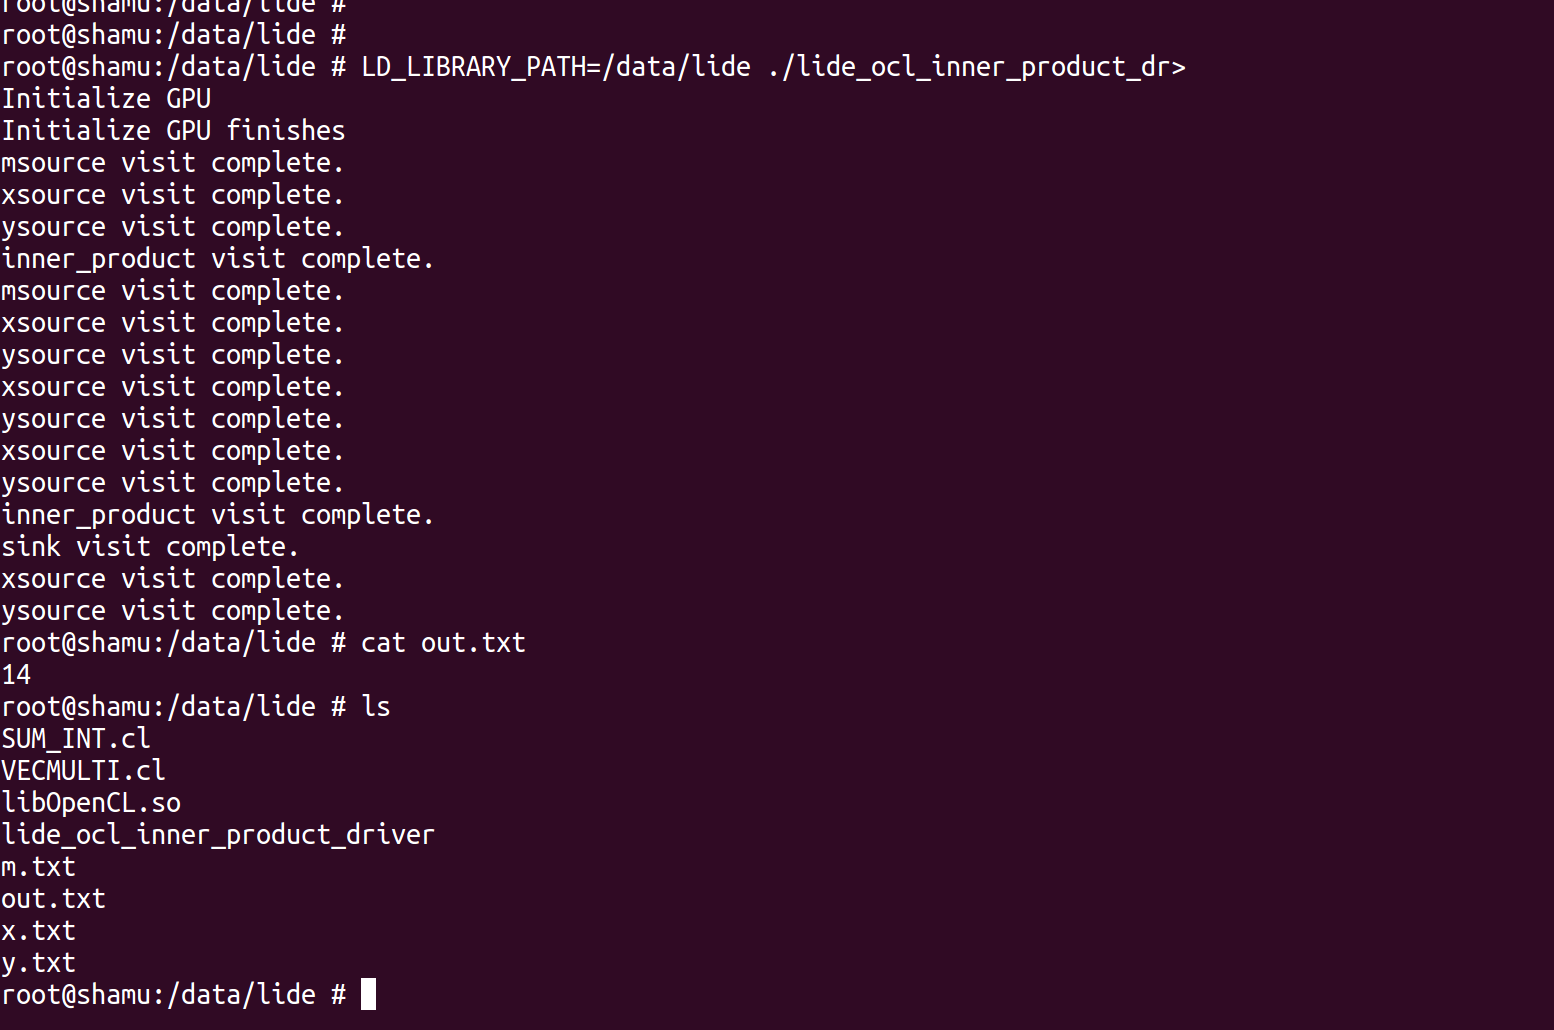 root@shamu:/data/lide #
root@shamu:/data/lide #
root@shamu:/data/lide # LD_LIBRARY_PATH=/data/lide ./lide_ocl_inner_product_dr>
Initialize GPU
Initialize GPU finishes
msource visit complete.
xsource visit complete.
ysource visit complete.
inner_product visit complete.
msource visit complete.
xsource visit complete.
ysource visit complete.
xsource visit complete.
ysource visit complete.
xsource visit complete.
ysource visit complete.
inner_product visit complete.
sink visit complete.
xsource visit complete.
ysource visit complete.
root@shamu:/data/lide # cat out.txt
14
root@shamu:/data/lide # ls
SUM_INT.cl
VECMULTI.cl
libOpenCL.so
lide_ocl_inner_product_driver
m.txt
out.txt
x.txt
y.txt
root@shamu:/data/lide #